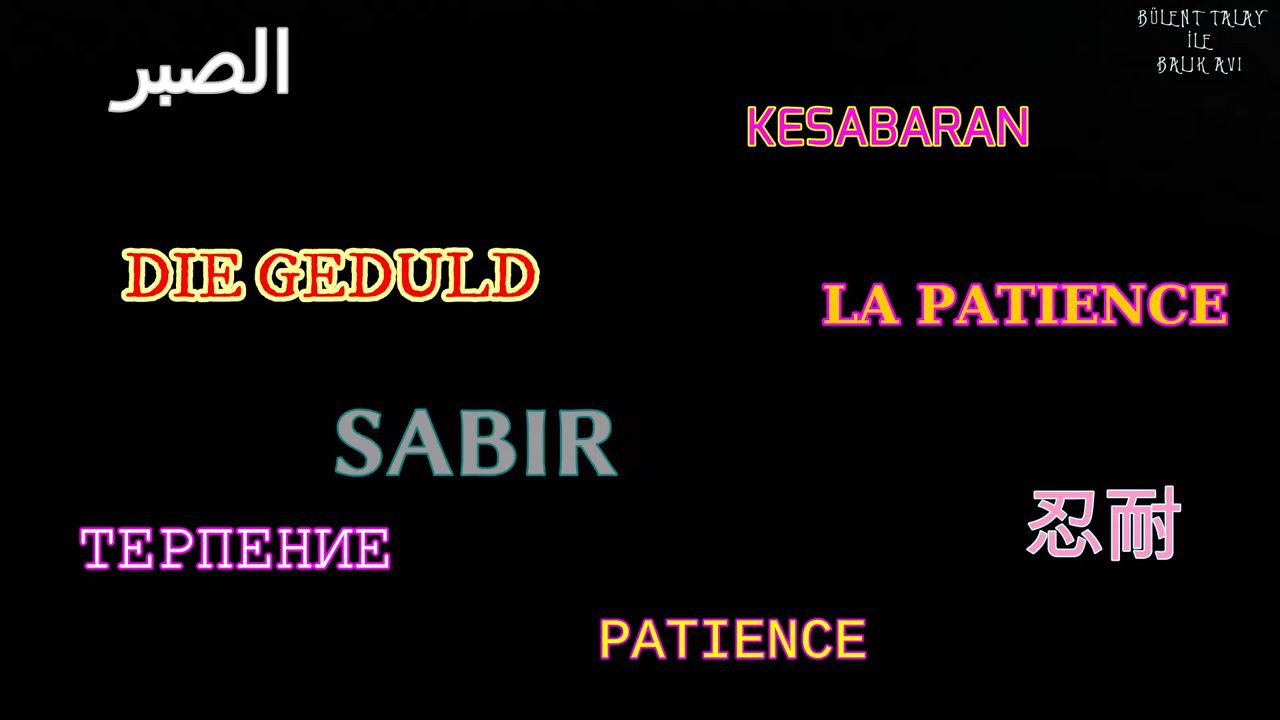 BÜLENT TALAY
İLE
BALIK AVI
الصبر
KESABARAN
DIE GEDULD
LA PATIENCE
SABIR
忍耐
ТЕРПЕНИЕ
PATIENCE